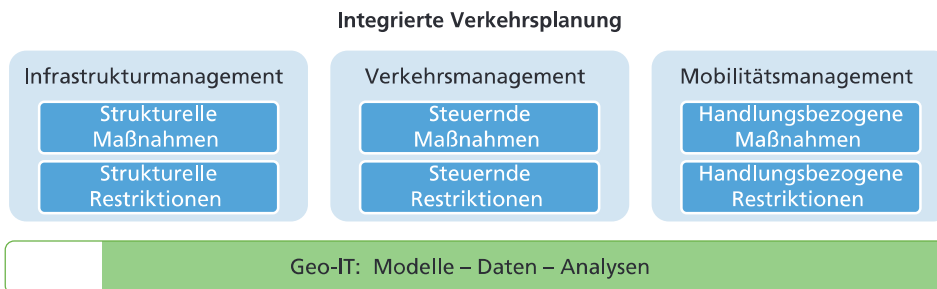 Integrierte Verkehrsplanung
Infrastrukturmanagement
Strukturelle
Maßnahmen
Strukturelle
Restriktionen
Verkehrsmanagement
Steuernde
Maßnahmen
Steuernde
Restriktionen
Mobilitätsmanagement
Handlungsbezogene
Maßnahmen
Handlungsbezogene
Restriktionen
Geo-IT: Modelle – Daten – Analysen